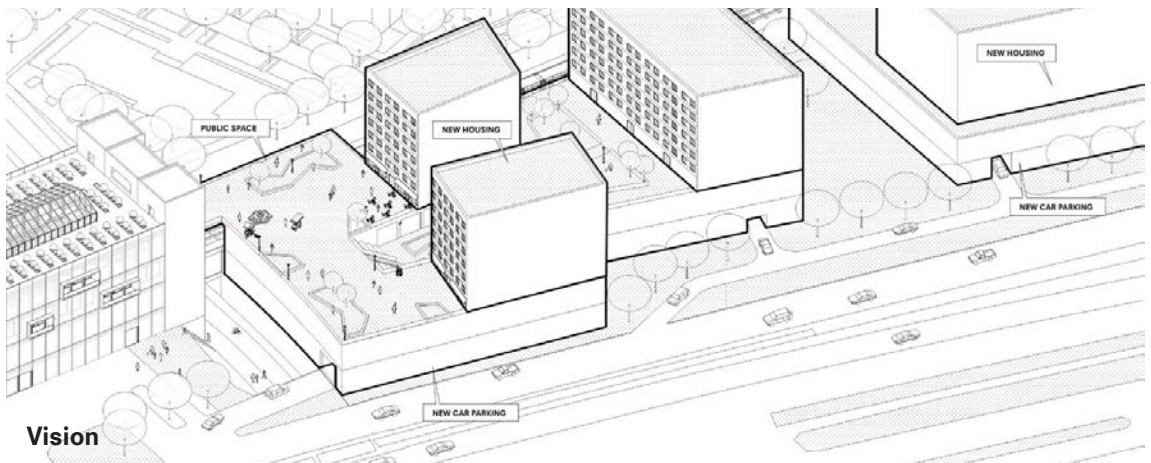 NEW HOUSING
PUBLIC SPACE
NEW HOUSING
NEW CAR PARKING
NEW CAR PARKING
Vision